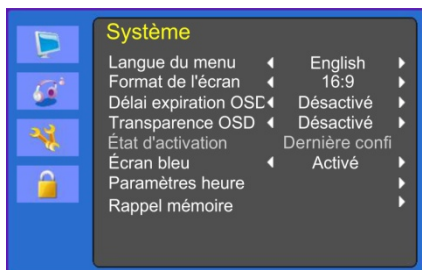 Système
Langue du menu English
Format de l'écran 16:9
Délai expiration OSD Désactivé
Transparence OSD Désactivé
État d'activation Dernière confi
Écran bleu Activé
Paramètres heure
Rappel mémoire